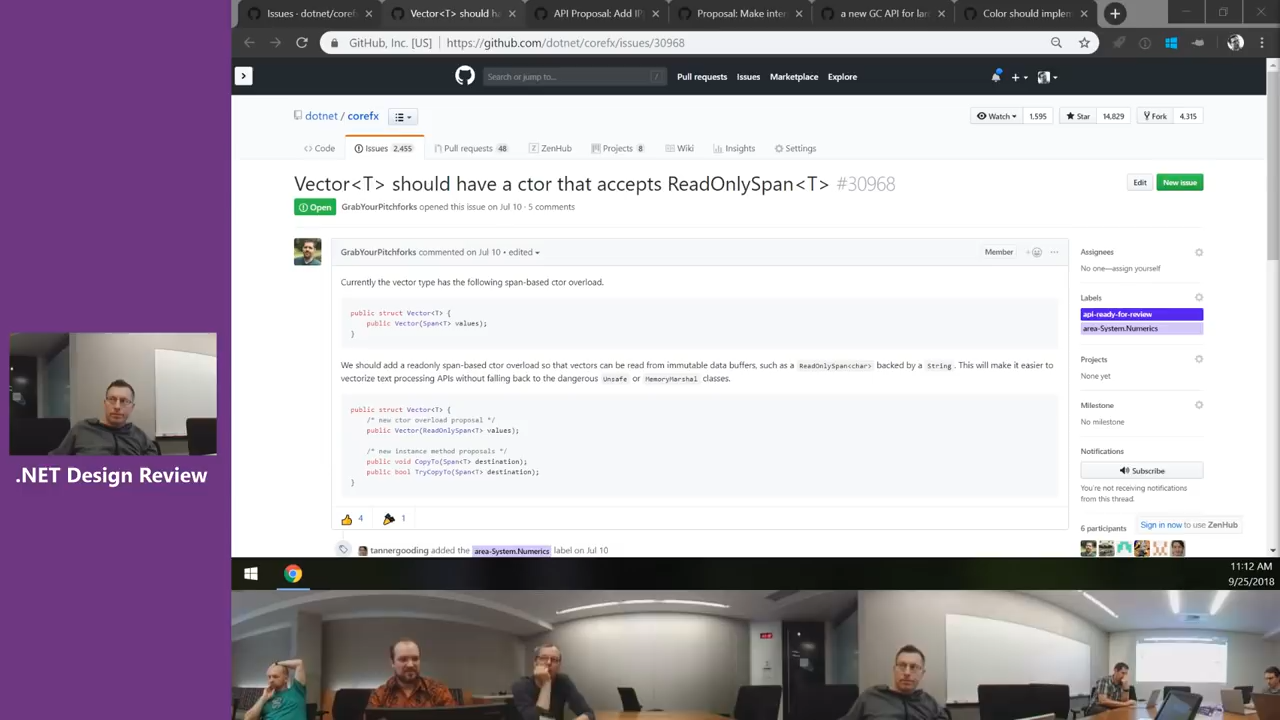 Issues - dotnet/coref
Vector<T> should ha
API Proposal: Add IP
Proposal: Make inter
a new GC API for lar
Color should implem
GitHub, Inc. [US]
https://github.com/dotnet/corefx/issues/30968
Search or jump to...
/
Pull requests
Issues
Marketplace
Explore
dotnet / corefx
Watch
1,595
Star
14,829
Fork
4,315
Code
Issues 2,455
Pull requests 48
ZenHub
Projects 8
Wiki
Insights
Settings
Vector<T> should have a ctor that accepts ReadOnlySpan<T> #30968
Edit
New issue
Open
GrabYourPitchforks opened this issue on Jul 10 · 5 comments
GrabYourPitchforks commented on Jul 10 • edited
Member
Currently the vector type has the following span-based ctor overload.
public struct Vector<T> {
public Vector(Span<T> values);
}
We should add a readonly span-based ctor overload so that vectors can be read from immutable data buffers, such as a ReadOnlySpan<char> backed by a String. This will make it easier to
vectorize text processing APIs without falling back to the dangerous Unsafe or MemoryMarshal classes.
public struct Vector<T> {
/* new ctor overload proposal */
public Vector(ReadOnlySpan<T> values);
/* new instance method proposals */
public void CopyTo(Span<T> destination);
public bool TryCopyTo(Span<T> destination);
}
4
1
tannergooding added the area-System.Numerics label on Jul 10
Assignees
No one—assign yourself
Labels
api-ready-for-review
area-System.Numerics
Projects
None yet
Milestone
No milestone
Notifications
Subscribe
You're not receiving notifications
from this thread.
6 participants
Sign in now to use ZenHub
.NET Design Review
11:12 AM
9/25/2018